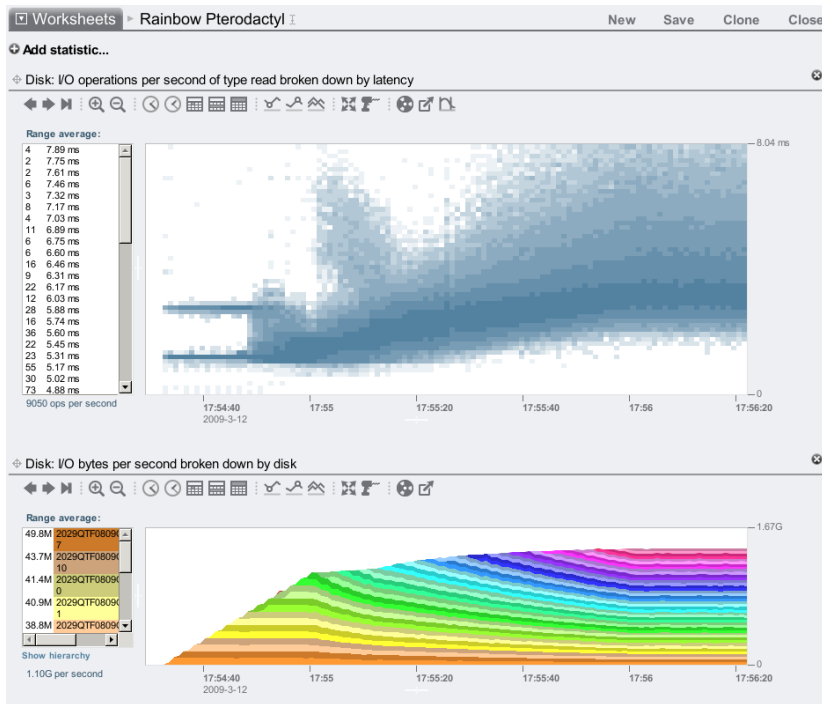 Worksheets Rainbow Pterodactyl New Save Clone Close
Add statistic...
Disk: I/O operations per second of type read broken down by latency
Range average:
4 7.89 ms
2 7.75 ms
2 7.61 ms
6 7.46 ms
3 7.32 ms
8 7.17 ms
4 7.03 ms
11 6.89 ms
6 6.75 ms
6 6.60 ms
16 6.46 ms
9 6.31 ms
22 6.17 ms
12 6.03 ms
28 5.88 ms
16 5.74 ms
36 5.60 ms
22 5.45 ms
23 5.31 ms
55 5.17 ms
30 5.02 ms
73 4.88 ms
9050 ops per second
8.04 ms
0
17:54:40 17:55 17:55:20 17:55:40 17:56 17:56:20
2009-3-12
Disk: I/O bytes per second broken down by disk
Range average:
49.8M 2029QTF0809
7
43.7M 2029QTF0809
10
41.4M 2029QTF0809
0
40.9M 2029QTF0809
1
38.8M 2029QTF0809
Show hierarchy
1.10G per second
1.67G
0
17:54:40 17:55 17:55:20 17:55:40 17:56 17:56:20
2009-3-12